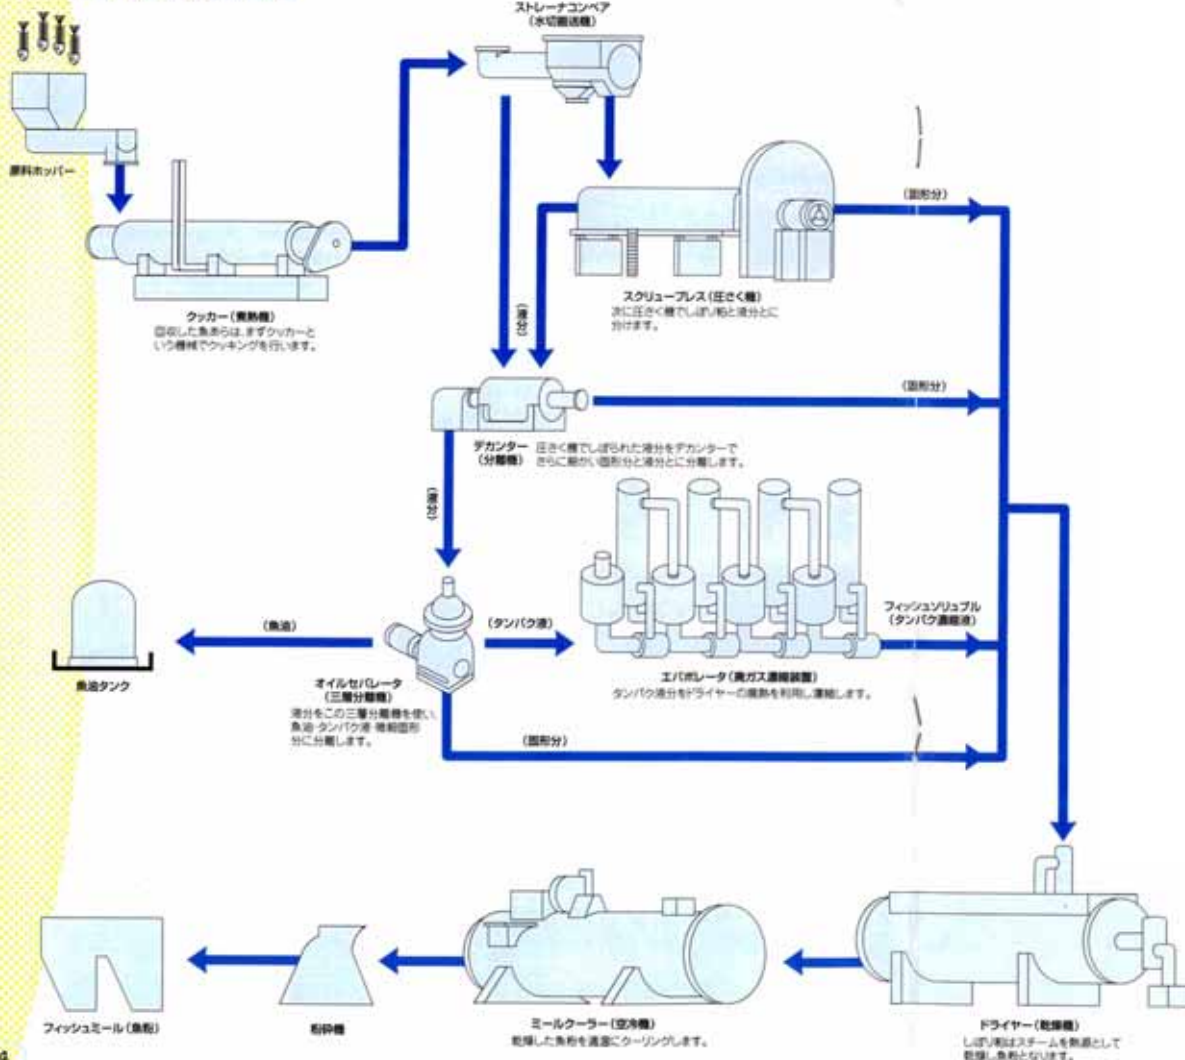 ストレーナコンベア
(水切搬送機)
原料ホッパー
(固形分)
スクリュープレス(圧さく機)
次に圧さく機でしぼり粕と液分とに
分けます。
クッカー(煮熟機)
回収した魚あらは、まずクッカーと
いう機械でクッキングを行います。
(液分)
(固形分)
デカンター
(分離機)
圧さく機でしぼられた液分をデカンターで
さらに細かい固形分と液分とに分離します。
(液分)
(魚油)
(タンパク液)
フィッシュソリュブル
(タンパク濃縮液)
魚油タンク
オイルセパレータ
(三層分離機)
液分をこの三層分離機を使い、
魚油・タンパク液・微細固形
分に分離します。
エバポレータ(廃ガス濃縮装置)
タンパク液分をドライヤーの廃熱を利用し凝縮します。
(固形分)
フィッシュミール(魚粉)
粉砕機
ミールクーラー(空冷機)
乾燥した魚粉を適温にクーリングします。
ドライヤー(乾燥機)
しぼり粕はスチームを熱源として
乾燥し魚粉となります。